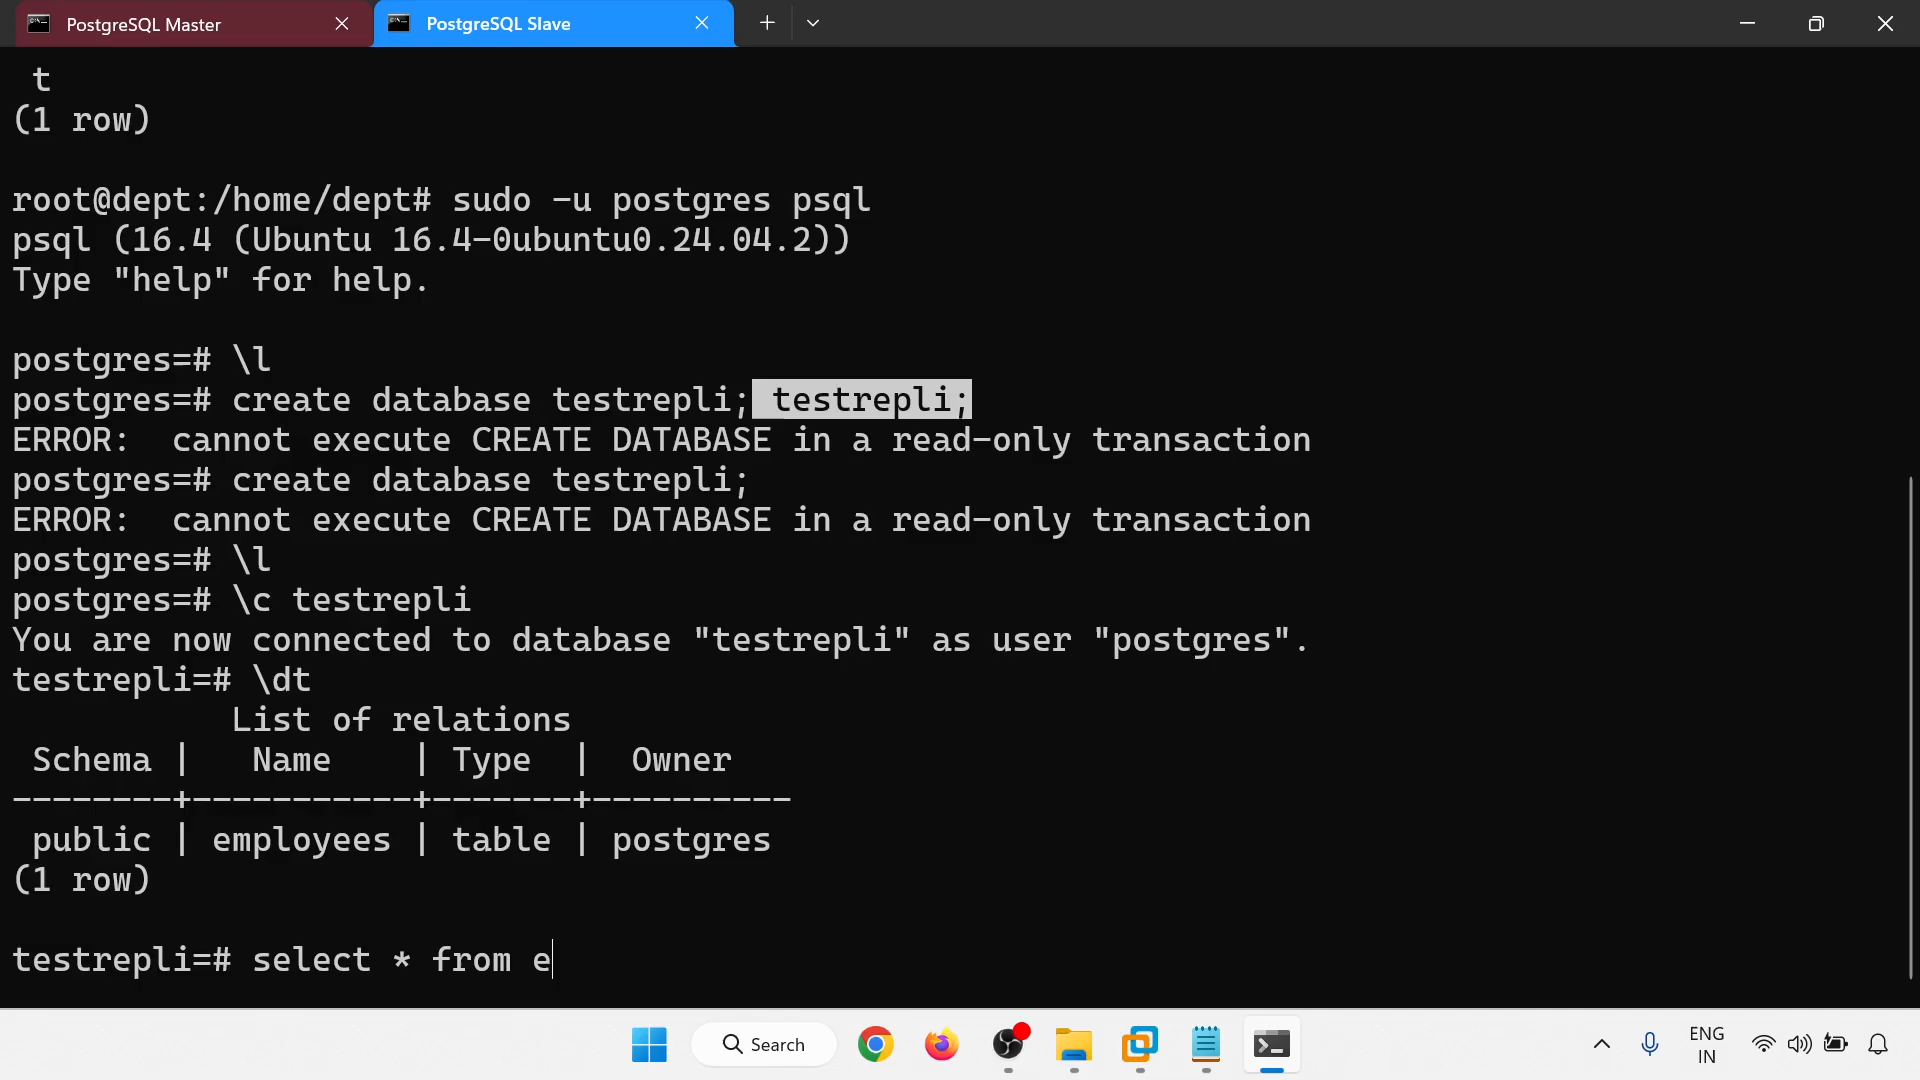 PostgreSQL Master
PostgreSQL Slave
t
(1 row)
root@dept:/home/dept# sudo -u postgres psql
psql (16.4 (Ubuntu 16.4-0ubuntu0.24.04.2))
Type "help" for help.
postgres=# \l
postgres=# create database testrepli; testrepli;
ERROR:  cannot execute CREATE DATABASE in a read-only transaction
postgres=# create database testrepli;
ERROR:  cannot execute CREATE DATABASE in a read-only transaction
postgres=# \l
postgres=# \c testrepli
You are now connected to database "testrepli" as user "postgres".
testrepli=# \dt
           List of relations
 Schema |   Name    | Type  |  Owner
--------+-----------+-------+----------
 public | employees | table | postgres
(1 row)
testrepli=# select * from e
Search
ENG
IN